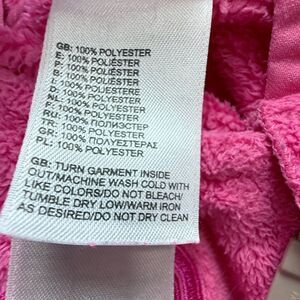 GB: 100% POLYESTER
E: 100% POLIÉSTER
P: 100% POLIÉSTER
B: 100% POLIÉSTER
I: 100% POLIESTERE
D: 100% POLYESTER
NL: 100% POLYESTER
F: 100% POLYESTER
RU: 100% ПОЛИЭСТЕР
TR: 100% POLYESTER
GR: 100% ΠΟΛΥΕΣΤΕΡΑΣ
PL: 100% POLYESTER
GB: TURN GARMENT INSIDE
OUT/MACHINE WASH COLD WITH
LIKE COLORS/DO NOT BLEACH/
TUMBLE DRY LOW/WARM IRON
AS DESIRED/DO NOT DRY CLEAN